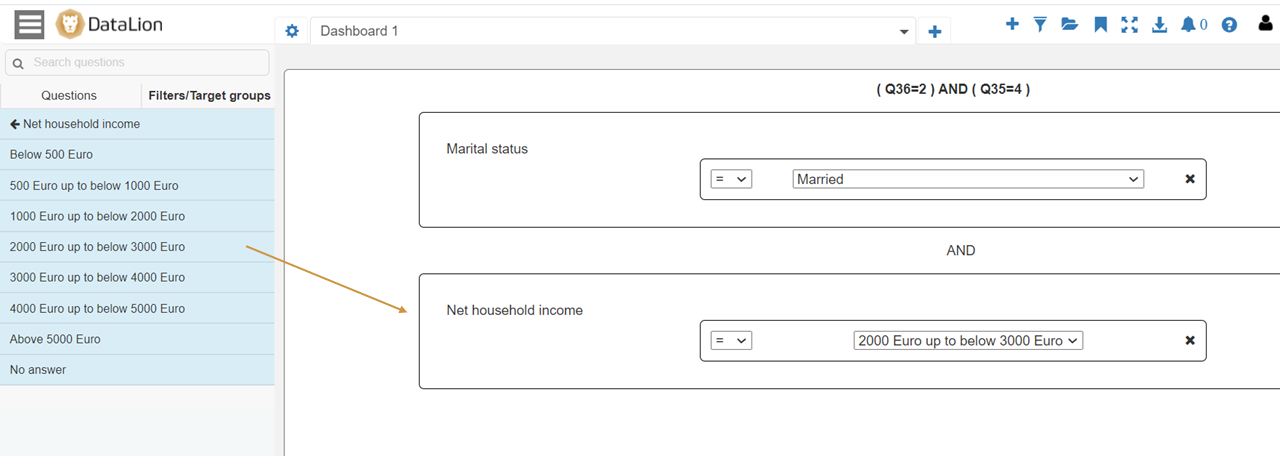 DataLion
Dashboard 1
0
Search questions
Questions
Filters/Target groups
Net household income
Below 500 Euro
500 Euro up to below 1000 Euro
1000 Euro up to below 2000 Euro
2000 Euro up to below 3000 Euro
3000 Euro up to below 4000 Euro
4000 Euro up to below 5000 Euro
Above 5000 Euro
No answer
( Q36=2 ) AND ( Q35=4 )
Marital status
= Married
AND
Net household income
= 2000 Euro up to below 3000 Euro